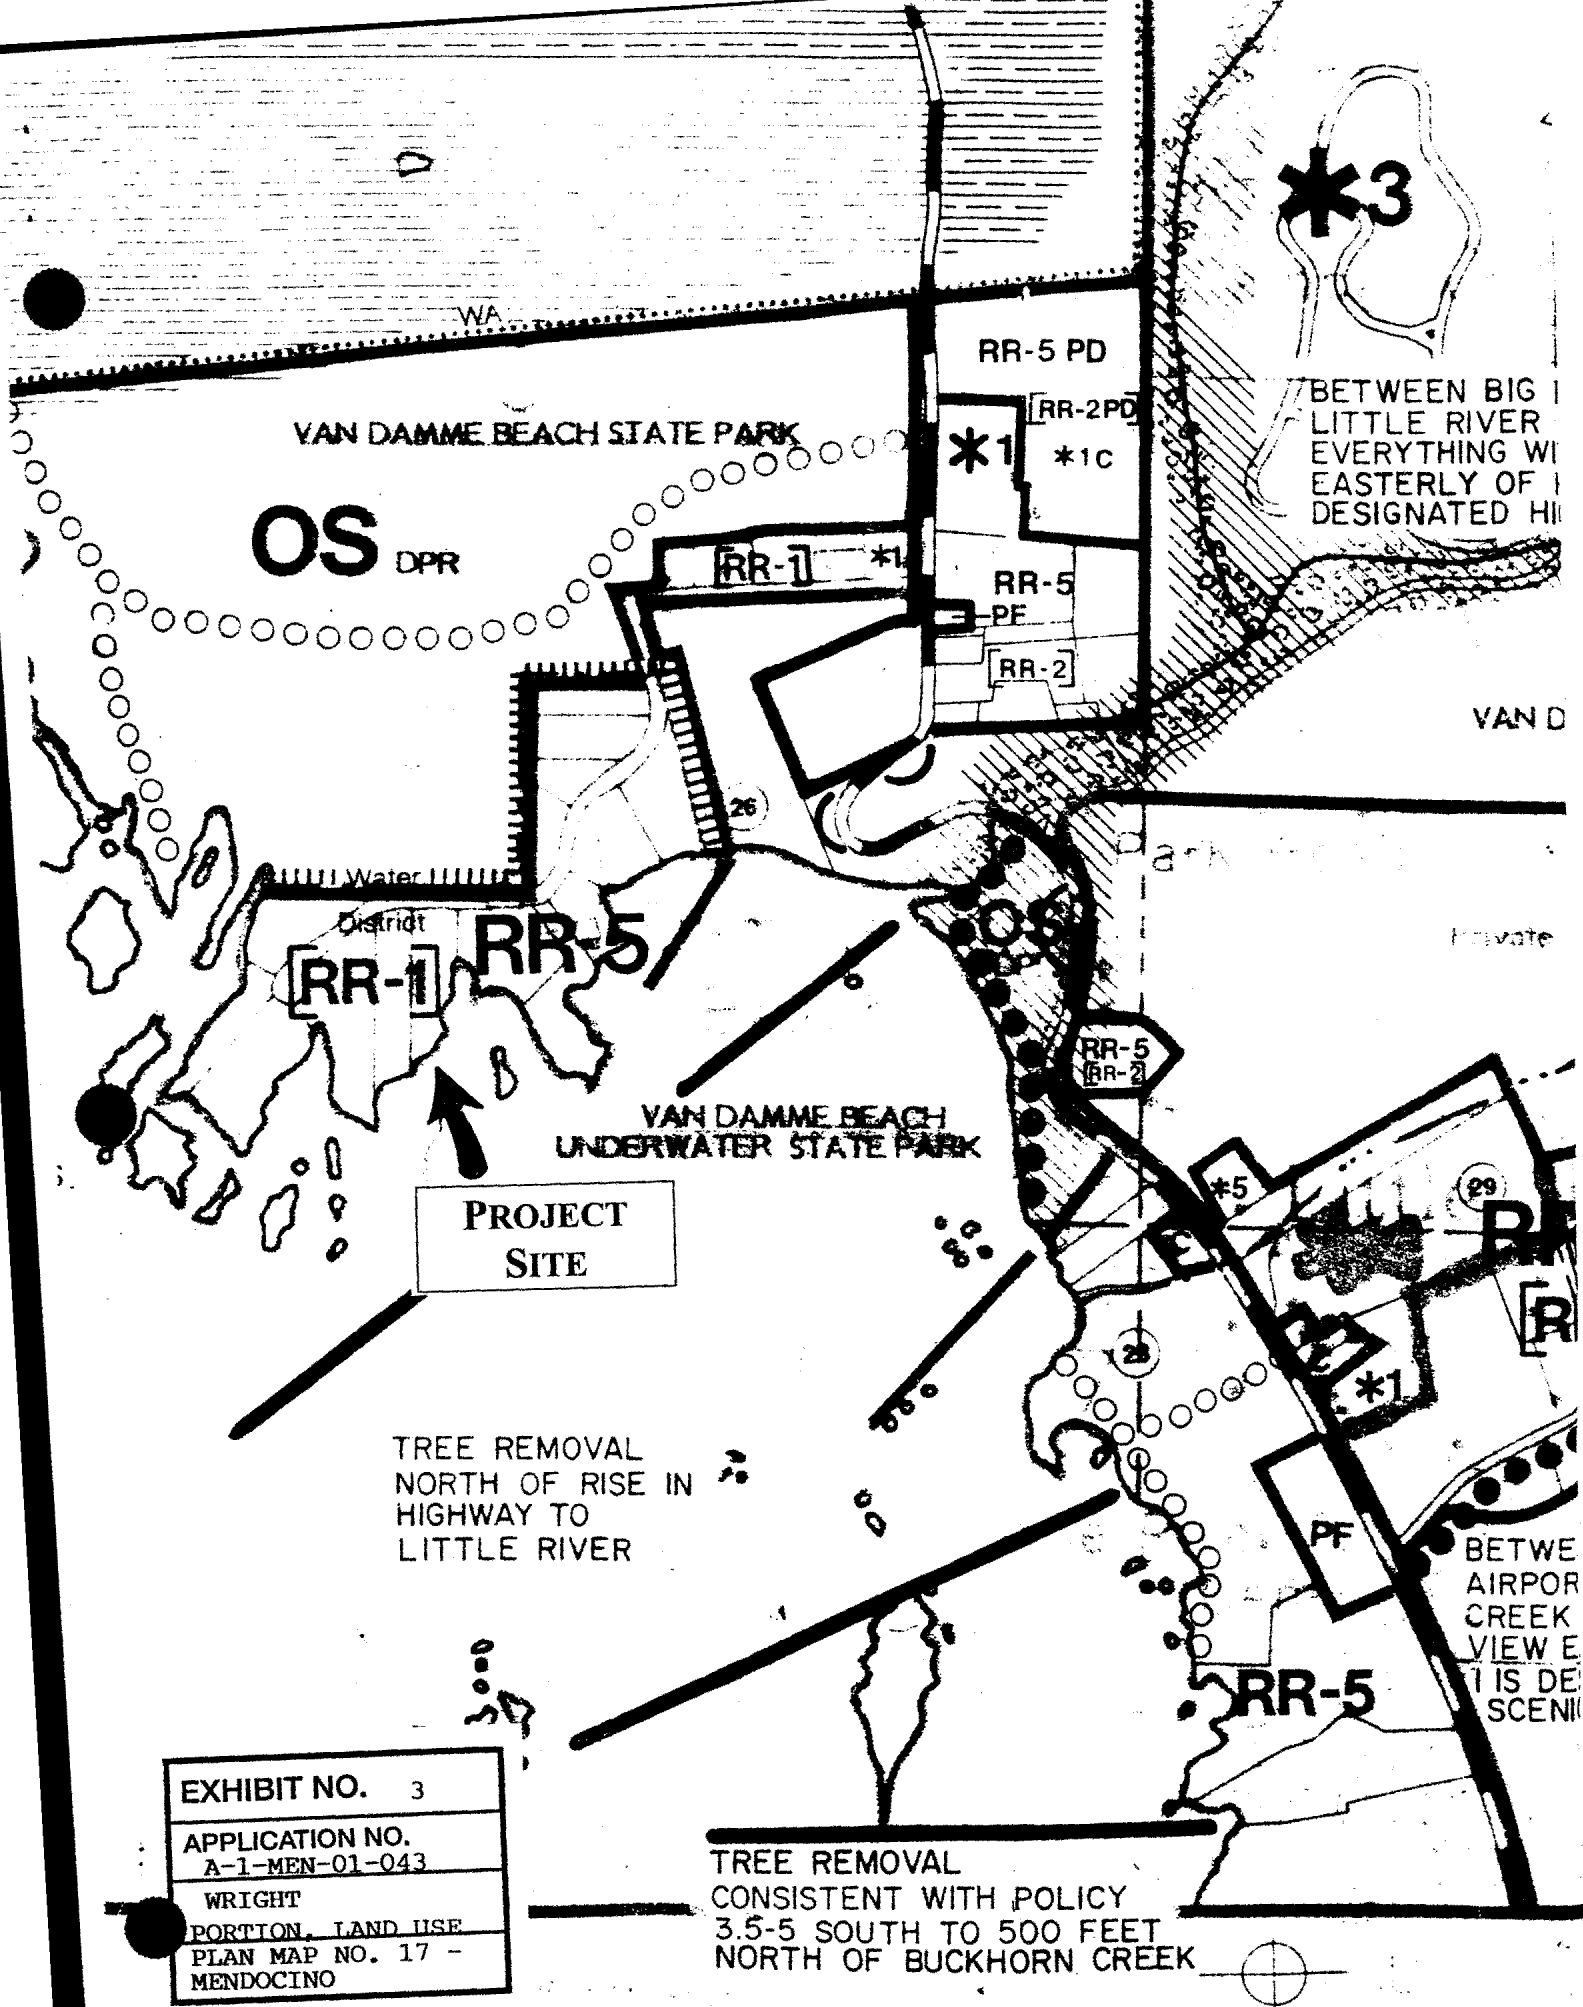 *3
WA
RR-5 PD
[RR-2PD]
*1
*1C
BETWEEN BIG
LITTLE RIVER
EVERYTHING WI
EASTERLY OF
DESIGNATED HI
VAN DAMME BEACH STATE PARK
OS DPR
[RR-1]
*1
RR-5
PF
[RR-2]
VAN D
26
Park
Private
Water
District
[RR-1]
RR-5
OS
RR-5
[RR-2]
VAN DAMME BEACH
UNDERWATER STATE PARK
PROJECT
SITE
*5
29
28
*1
TREE REMOVAL
NORTH OF RISE IN
HIGHWAY TO
LITTLE RIVER
PF
BETWE
AIRPOR
CREEK
VIEW E
1 IS DE
SCENI
RR-5
EXHIBIT NO. 3
APPLICATION NO.
A-1-MEN-01-043
WRIGHT
PORTION, LAND USE
PLAN MAP NO. 17 -
MENDOCINO
TREE REMOVAL
CONSISTENT WITH POLICY
3.5-5 SOUTH TO 500 FEET
NORTH OF BUCKHORN CREEK